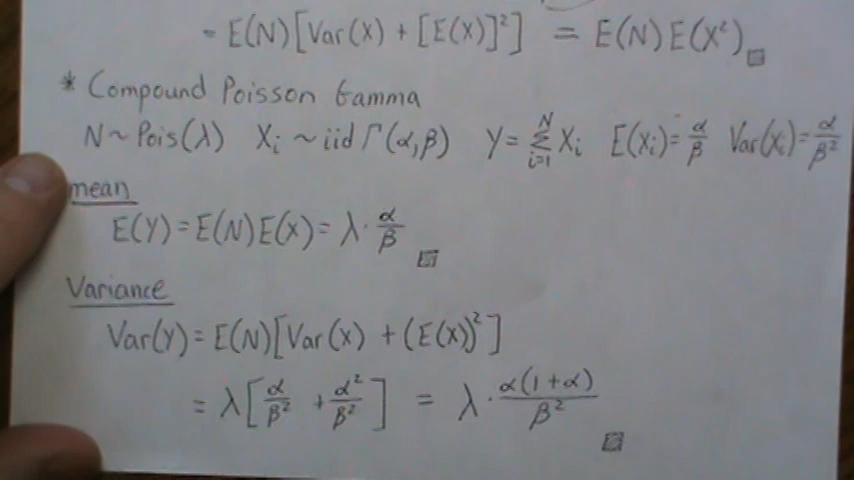 = E(N)[Var(X) + [E(X)]²] = E(N)E(X²)
* Compound Poisson Gamma
N ~ Pois(λ) Xᵢ ~ iid Γ(α,β) Y = Σᵢ₌₁ᴺ Xᵢ E(Xᵢ) = α/β Var(Xᵢ) = α/β²
mean
E(Y) = E(N)E(X) = λ · α/β
Variance
Var(Y) = E(N)[Var(X) + (E(X))²]
= λ[α/β² + α²/β²] = λ · α(1+α)/β²